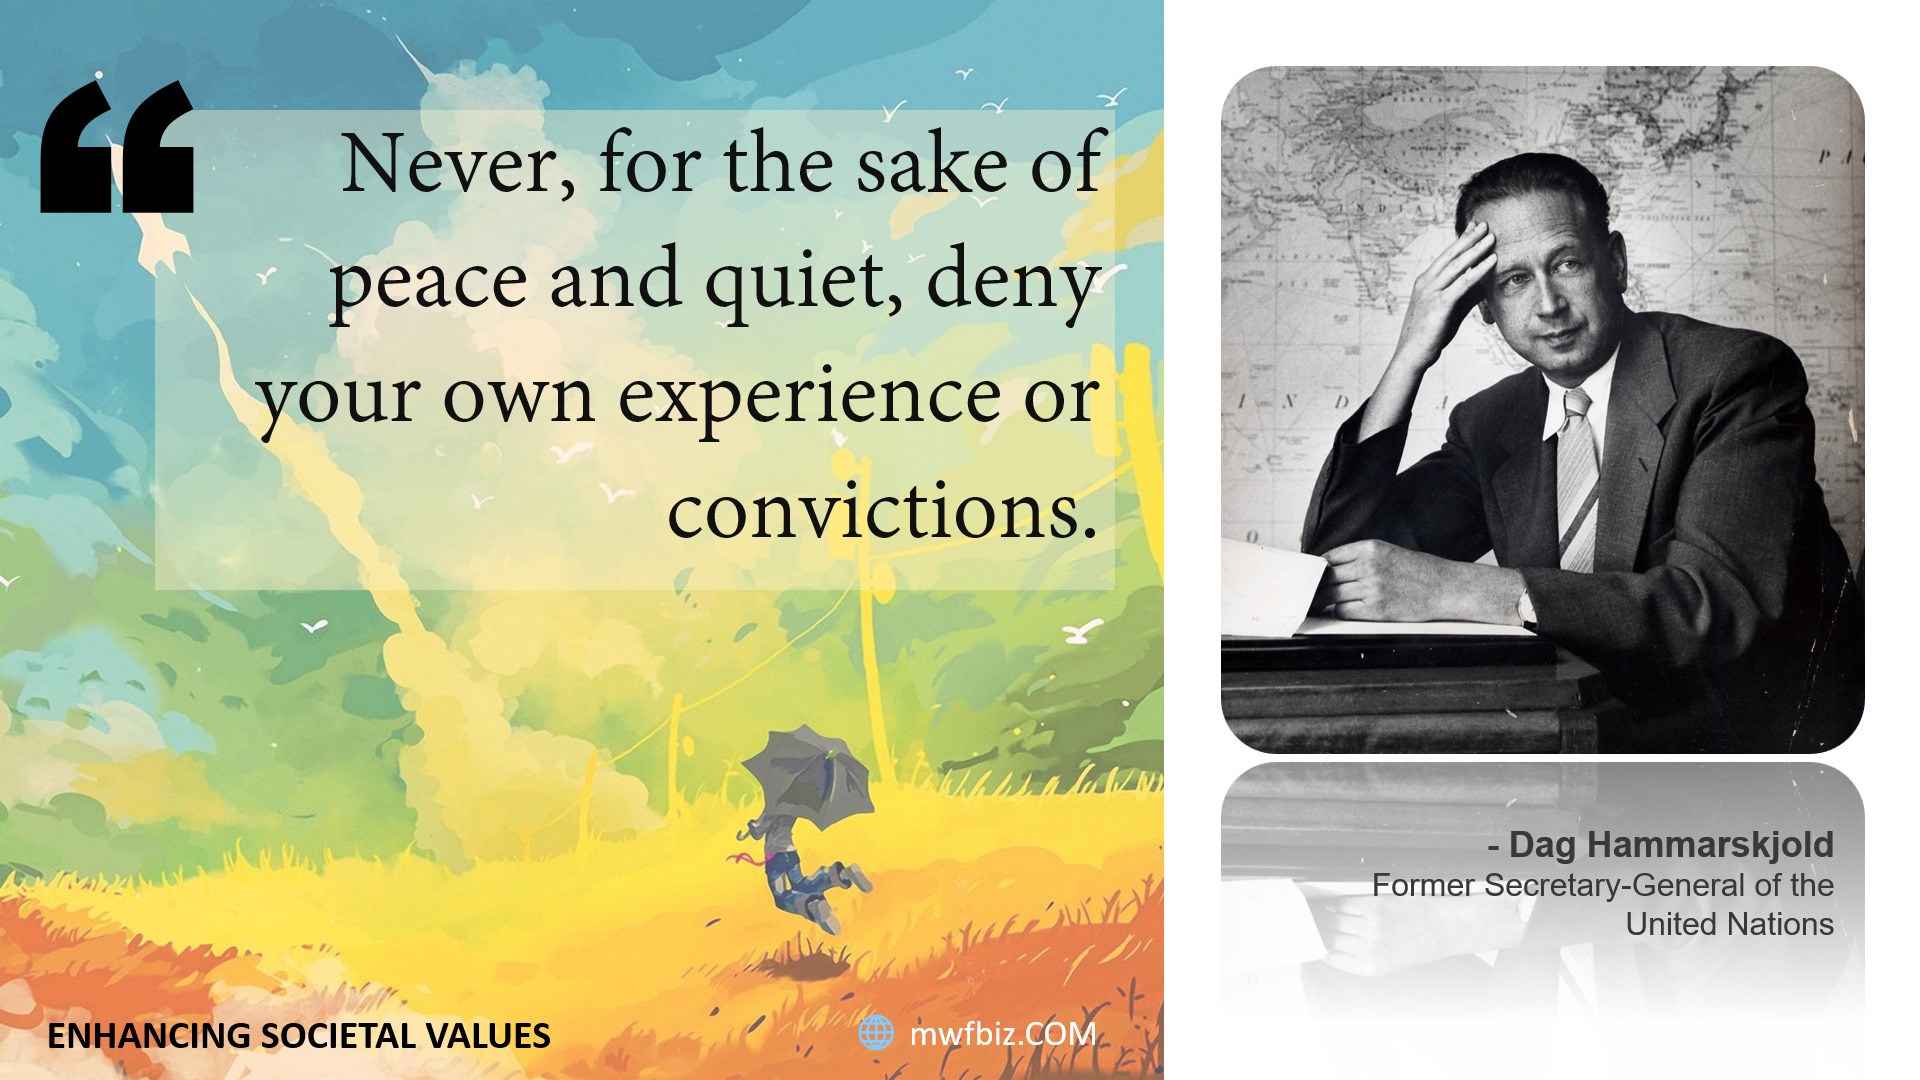 “
Never, for the sake of
peace and quiet, deny
your own experience or
convictions.
- Dag Hammarskjold
Former Secretary-General of the
United Nations
ENHANCING SOCIETAL VALUES
mwfbiz.COM
INDIA
I N D I A